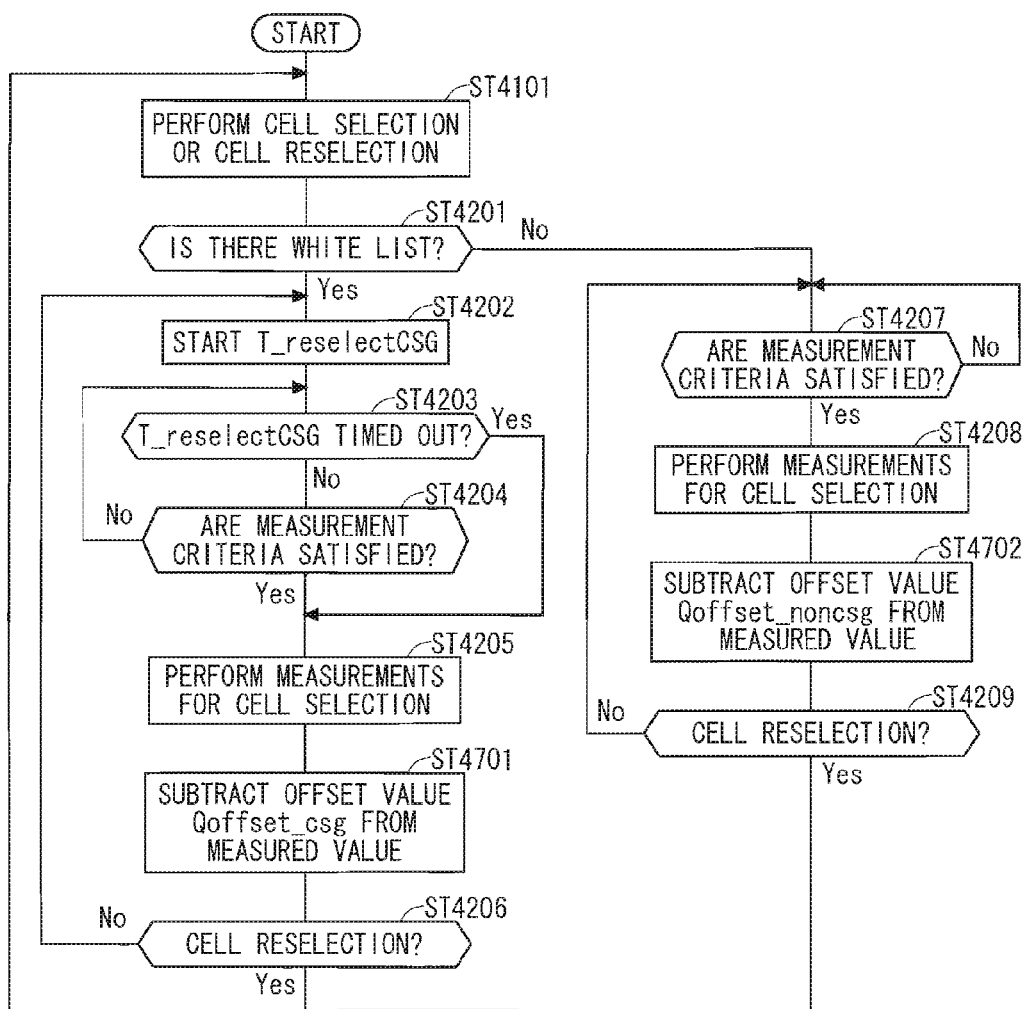 START
ST4101
PERFORM CELL SELECTION
OR CELL RESELECTION
ST4201
IS THERE WHITE LIST?
No
Yes
ST4202
START T_reselectCSG
ST4203
T_reselectCSG TIMED OUT?
Yes
No
ST4204
No
ARE MEASUREMENT
CRITERIA SATISFIED?
Yes
ST4205
PERFORM MEASUREMENTS
FOR CELL SELECTION
ST4701
SUBTRACT OFFSET VALUE
Qoffset_csg FROM
MEASURED VALUE
ST4206
No
CELL RESELECTION?
Yes
ST4207
ARE MEASUREMENT
CRITERIA SATISFIED?
No
Yes
ST4208
PERFORM MEASUREMENTS
FOR CELL SELECTION
ST4702
SUBTRACT OFFSET VALUE
Qoffset_noncsg FROM
MEASURED VALUE
ST4209
No
CELL RESELECTION?
Yes